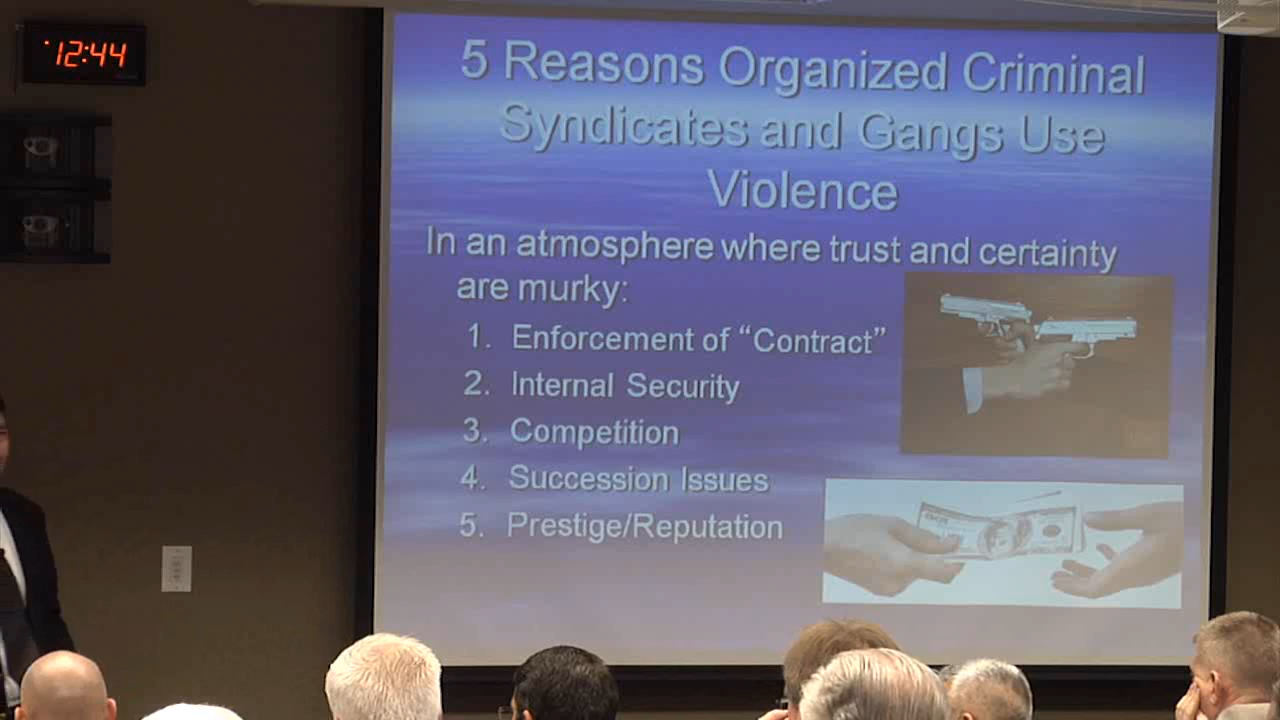 12:44
5 Reasons Organized Criminal
Syndicates and Gangs Use
Violence
In an atmosphere where trust and certainty
are murky:
1. Enforcement of “Contract”
2. Internal Security
3. Competition
4. Succession Issues
5. Prestige/Reputation